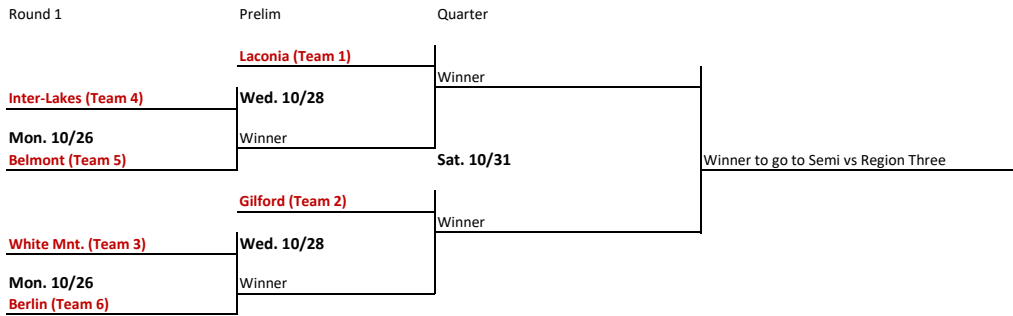 Round 1 Prelim Quarter
Laconia (Team 1)
Winner
Inter-Lakes (Team 4) Wed. 10/28
Mon. 10/26 Winner
Belmont (Team 5) Sat. 10/31 Winner to go to Semi vs Region Three
Gilford (Team 2)
Winner
White Mnt. (Team 3) Wed. 10/28
Mon. 10/26 Winner
Berlin (Team 6)